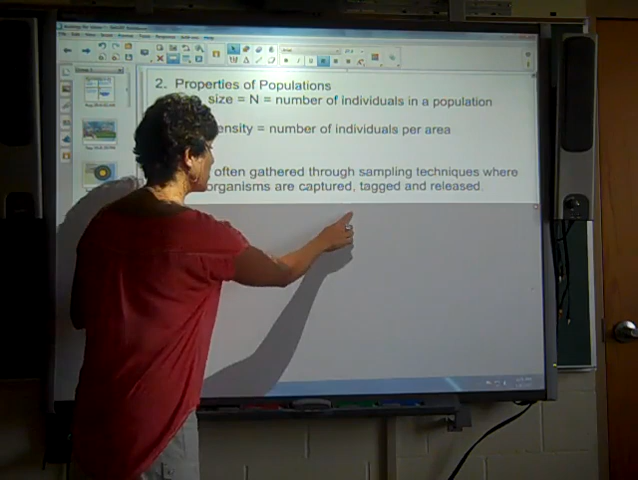 2. Properties of Populations
size = N = number of individuals in a population
ensity = number of individuals per area
often gathered through sampling techniques where
organisms are captured, tagged and released.